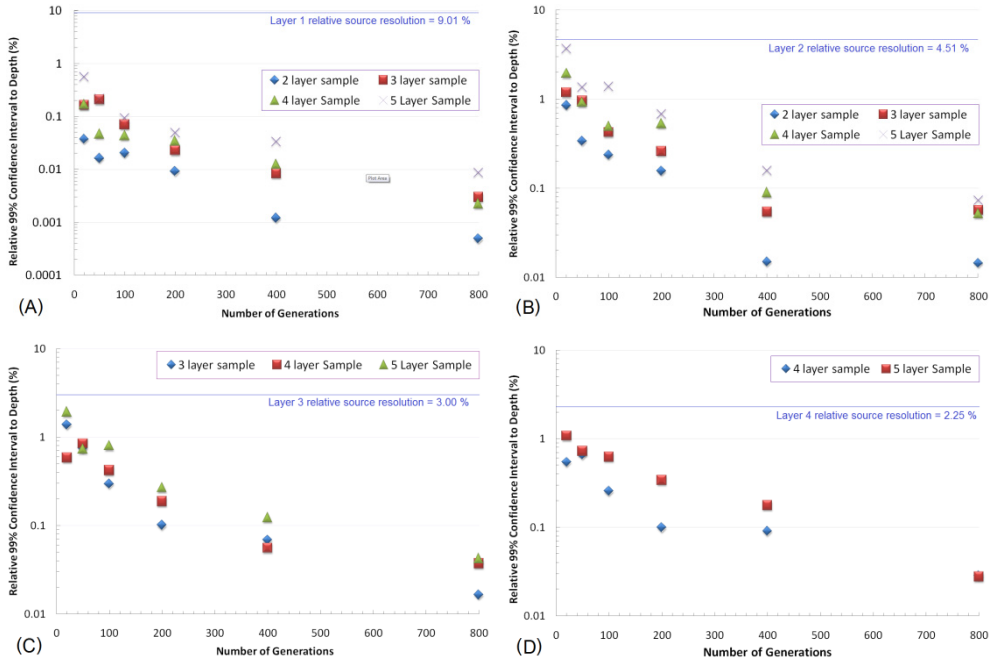 Layer 1 relative source resolution = 9.01 %
Relative 99% Confidence Interval to Depth (%)
10
1
0.1
0.01
0.001
0.0001
2 layer sample
3 layer sample
4 layer Sample
5 Layer Sample
Plot Area
0 100 200 300 400 500 600 700 800
Number of Generations
(A)
Layer 2 relative source resolution = 4.51 %
Relative 99% Confidence Interval to Depth (%)
10
1
0.1
0.01
2 layer sample
3 layer sample
4 layer Sample
5 Layer Sample
0 100 200 300 400 500 600 700 800
Number of Generations
(B)
3 layer sample
4 layer Sample
5 Layer Sample
Layer 3 relative source resolution = 3.00 %
Relative 99% Confidence Interval to Depth (%)
10
1
0.1
0.01
0 100 200 300 400 500 600 700 800
Number of Generations
(C)
4 layer sample
5 layer Sample
Layer 4 relative source resolution = 2.25 %
Relative 99% Confidence Interval to Depth (%)
10
1
0.1
0.01
0 100 200 300 400 500 600 700 800
Number of Generations
(D)